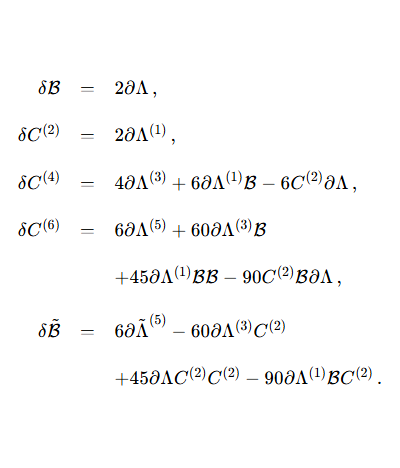 δℬ = 2∂Λ ,
δC⁽²⁾ = 2∂Λ⁽¹⁾ ,
δC⁽⁴⁾ = 4∂Λ⁽³⁾ + 6∂Λ⁽¹⁾ℬ − 6C⁽²⁾∂Λ ,
δC⁽⁶⁾ = 6∂Λ⁽⁵⁾ + 60∂Λ⁽³⁾ℬ
+45∂Λ⁽¹⁾ℬℬ − 90C⁽²⁾ℬ∂Λ ,
δℬ̃ = 6∂Λ̃⁽⁵⁾ − 60∂Λ⁽³⁾C⁽²⁾
+45∂ΛC⁽²⁾C⁽²⁾ − 90∂Λ⁽¹⁾ℬC⁽²⁾ .